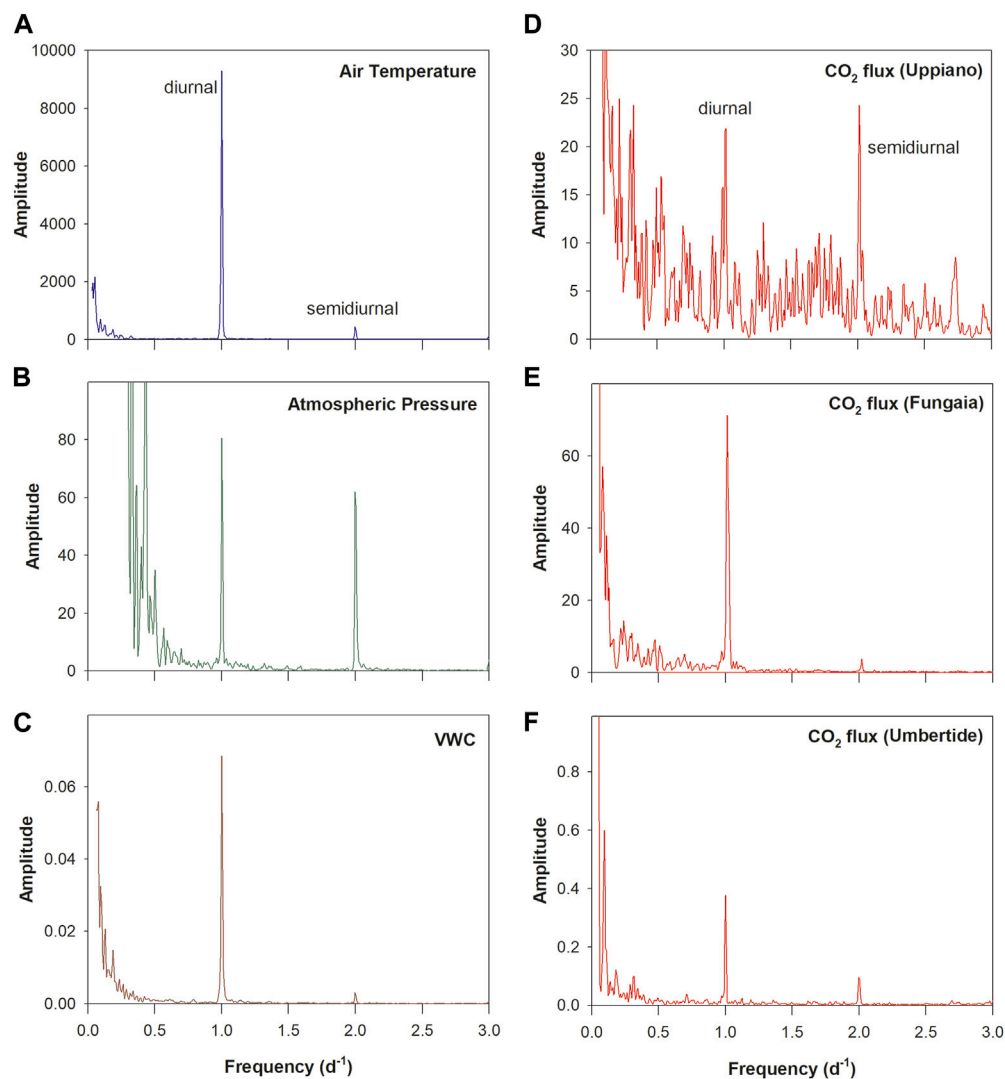 A
Air Temperature
diurnal
semidiurnal
Amplitude
10000
8000
6000
4000
2000
0
B
Atmospheric Pressure
Amplitude
80
60
40
20
0
C
VWC
Amplitude
0.06
0.04
0.02
0.00
0.0 0.5 1.0 1.5 2.0 2.5 3.0
Frequency (d⁻¹)
D
CO₂ flux (Uppiano)
diurnal
semidiurnal
Amplitude
30
25
20
15
10
5
0
E
CO₂ flux (Fungaia)
Amplitude
60
40
20
0
F
CO₂ flux (Umbertide)
Amplitude
0.8
0.6
0.4
0.2
0.0
0.0 0.5 1.0 1.5 2.0 2.5 3.0
Frequency (d⁻¹)